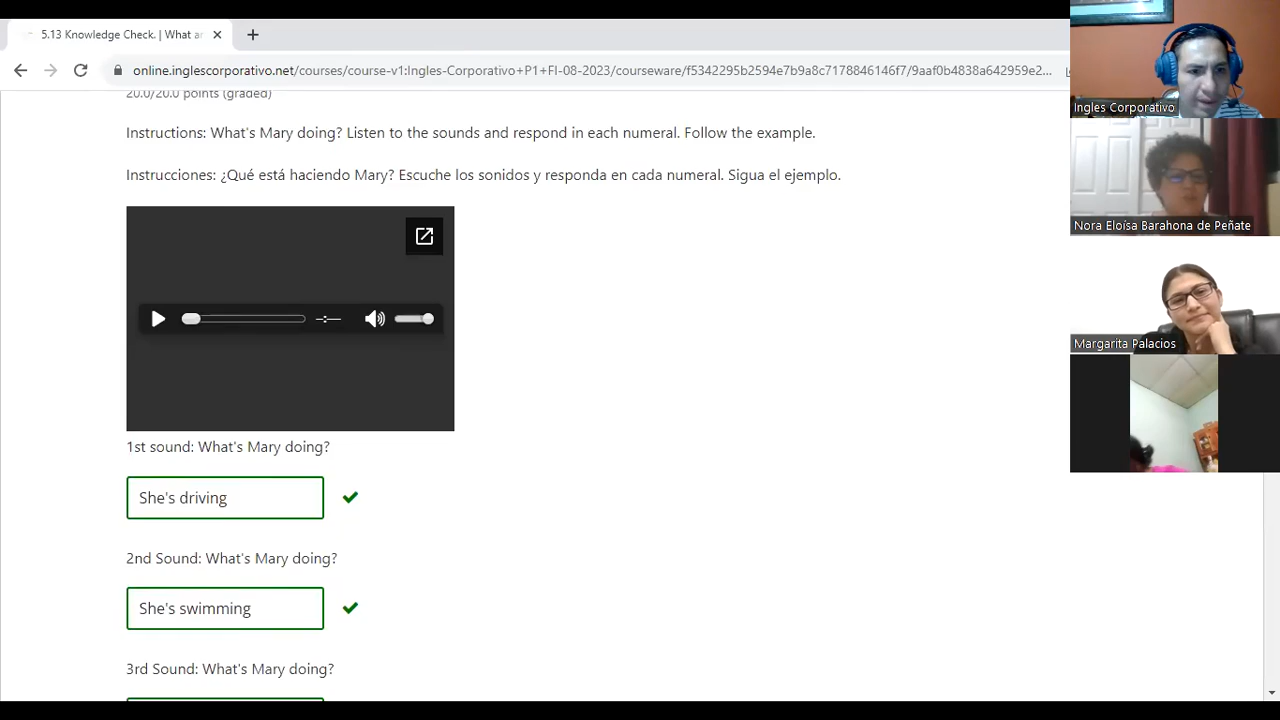 5.13 Knowledge Check. | What ar
online.inglescorporativo.net/courses/course-v1:Ingles-Corporativo+P1+FI-08-2023/courseware/
20.0/20.0 points (graded)
Instructions: What's Mary doing? Listen to the sounds and respond in each numeral. Follow the example.
Instrucciones: ¿Qué está haciendo Mary? Escuche los sonidos y responda en cada numeral. Sigua el ejemplo.
1st sound: What's Mary doing?
She's driving
2nd Sound: What's Mary doing?
She's swimming
3rd Sound: What's Mary doing?
Ingles Corporativo
Nora Eloísa Barahona de Peñate
Margarita Palacios